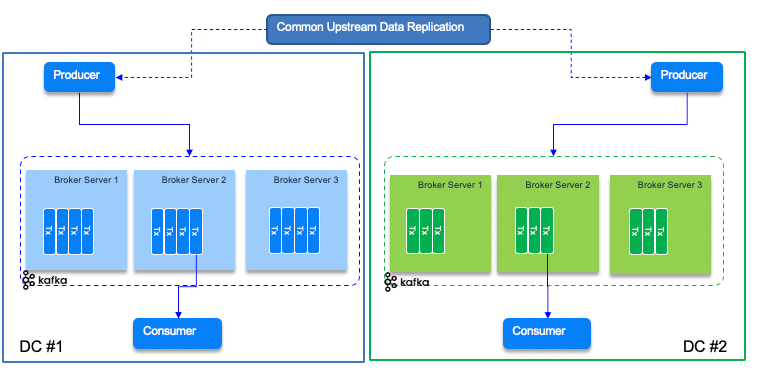 Common Upstream Data Replication
Producer
Producer
Broker Server 1
Broker Server 2
Broker Server 3
Tx Tx Tx Tx
Tx Tx Tx Tx
Tx Tx Tx Tx
kafka
Consumer
DC #1
Broker Server 1
Broker Server 2
Broker Server 3
Tx Tx Tx
Tx Tx Tx
Tx Tx Tx
kafka
Consumer
DC #2